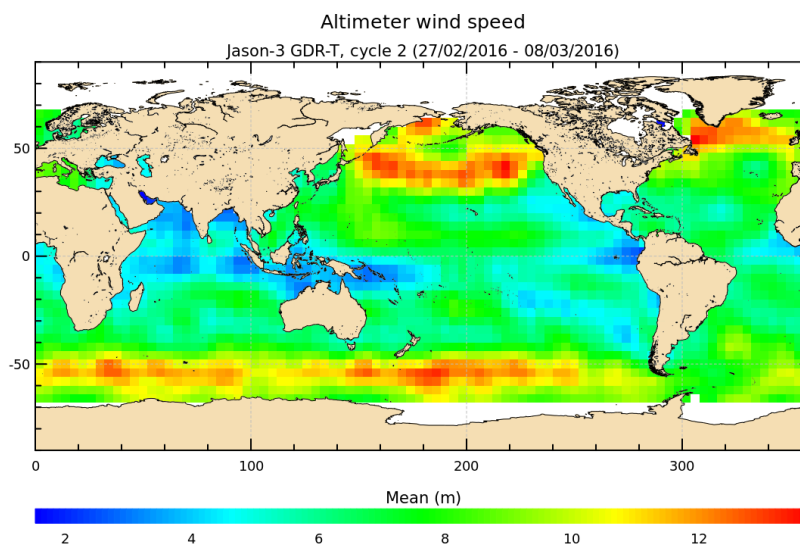 Altimeter wind speed
Jason-3 GDR-T, cycle 2 (27/02/2016 - 08/03/2016)
50
0
-50
0 100 200 300
Mean (m)
2 4 6 8 10 12